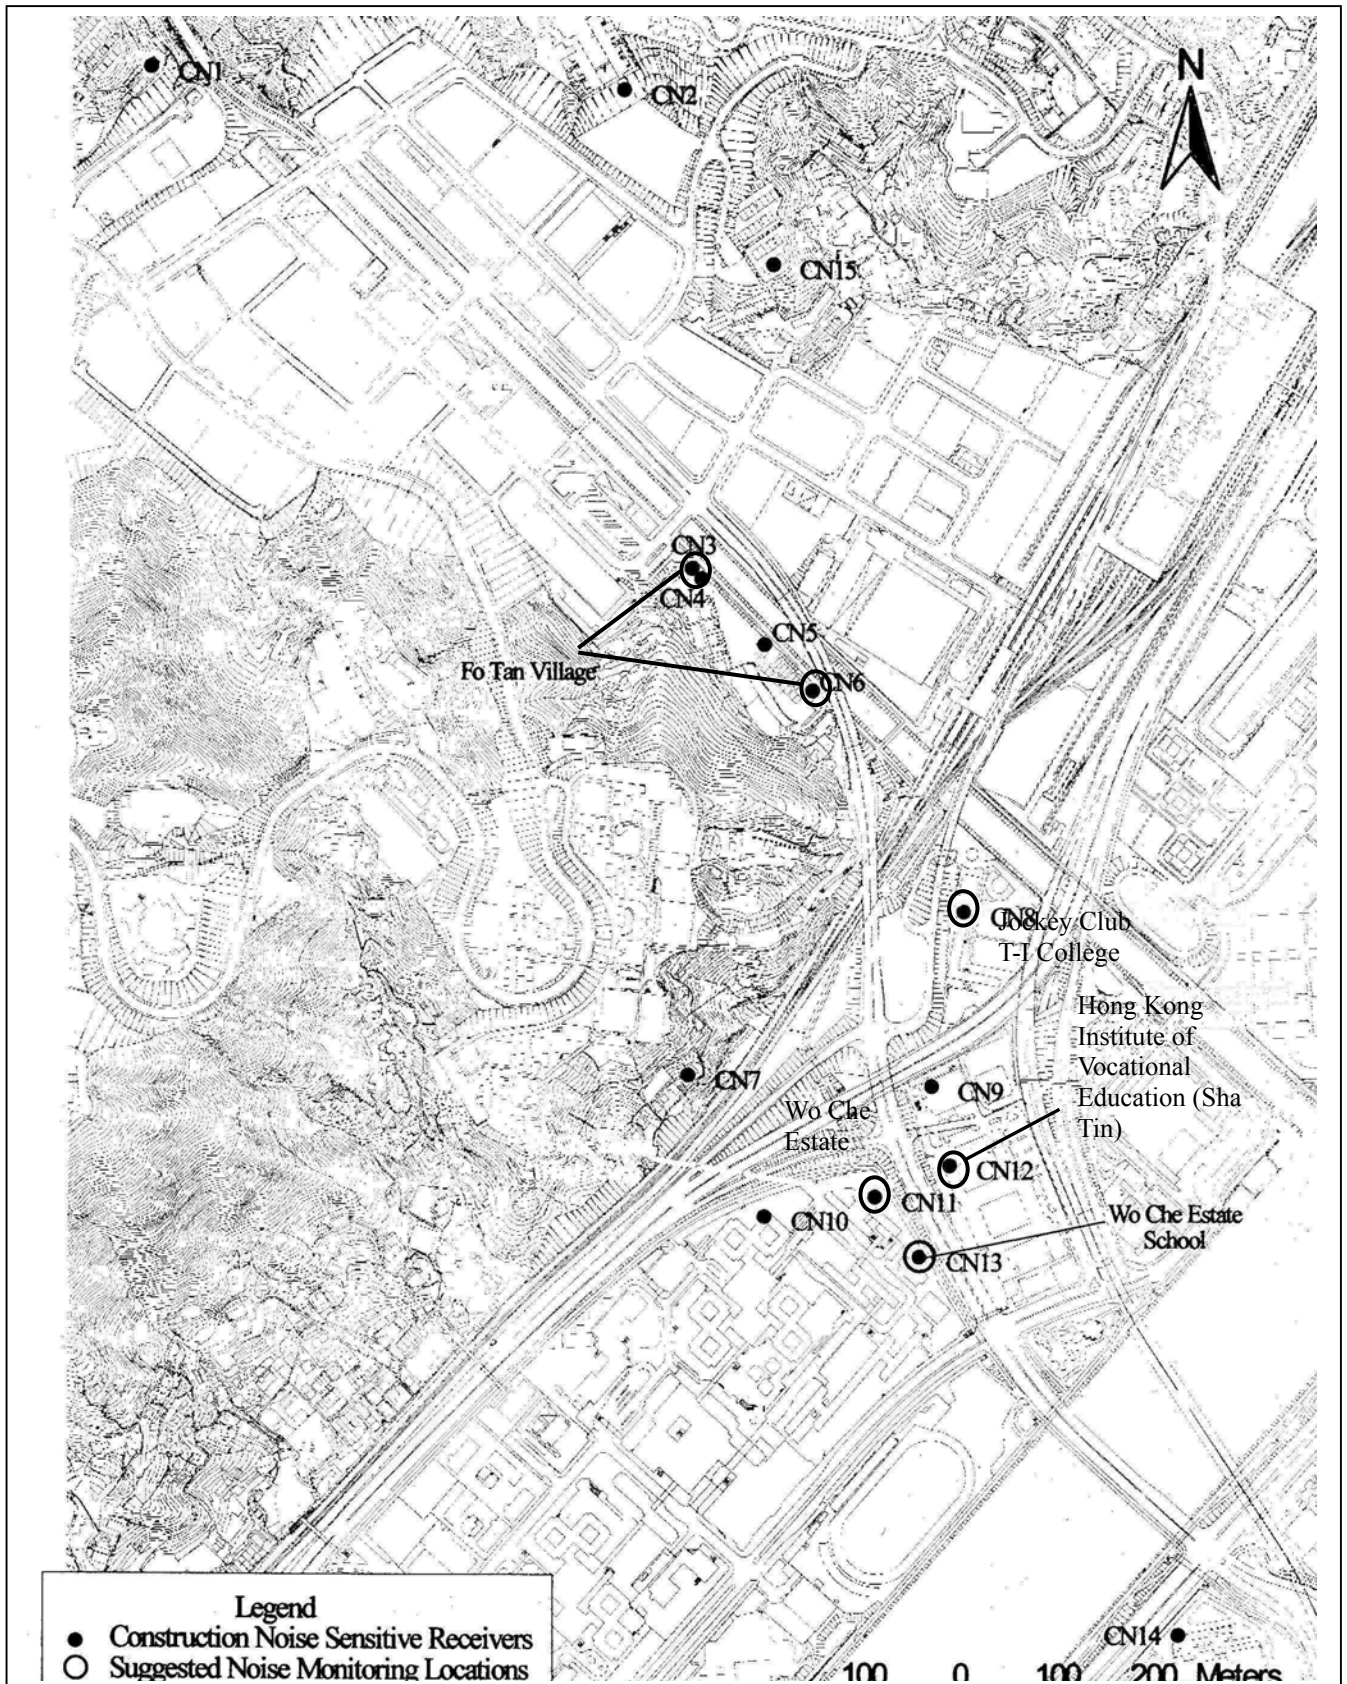 CN1
CN2
N
CN15
CN3
CN4
CN5
Fo Tan Village
CN6
CN8
Jockey Club
T-I College
Hong Kong
Institute of
Vocational
Education (Sha
Tin)
CN7
CN9
Wo Che
Estate
CN12
CN11
CN10
Wo Che Estate
School
CN13
Legend
Construction Noise Sensitive Receivers
Suggested Noise Monitoring Locations
CN14
100 0 100 200 Meters